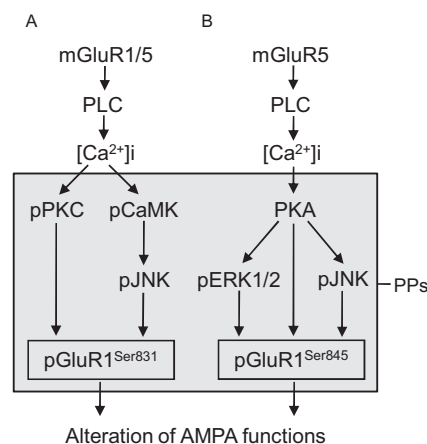 A B
mGluR1/5 mGluR5
PLC PLC
[Ca²⁺]i [Ca²⁺]i
pPKC pCaMK PKA
pJNK pERK1/2 pJNK PPs
pGluR1ˢᵉʳ⁸³¹ pGluR1ˢᵉʳ⁸⁴⁵
Alteration of AMPA functions